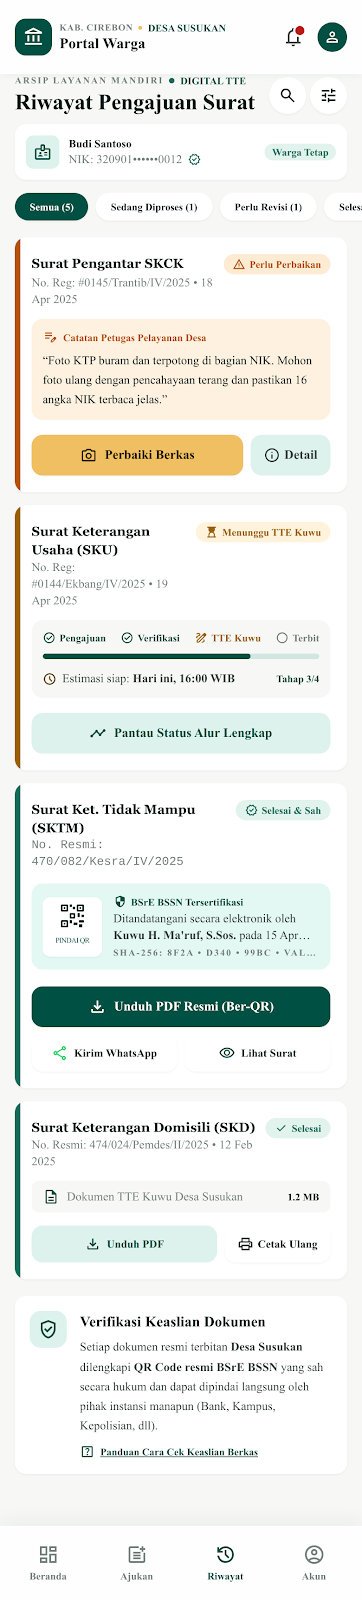 KAB. CIREBON • DESA SUSUKAN
Portal Warga
ARSIP LAYANAN MANDIRI • DIGITAL TTE
Riwayat Pengajuan Surat
Budi Santoso
NIK: 320901••••••0012
Warga Tetap
Semua (5)
Sedang Diproses (1)
Perlu Revisi (1)
Seles
Surat Pengantar SKCK
Perlu Perbaikan
No. Reg: #0145/Trantib/IV/2025 • 18
Apr 2025
Catatan Petugas Pelayanan Desa
“Foto KTP buram dan terpotong di bagian NIK. Mohon
foto ulang dengan pencahayaan terang dan pastikan 16
angka NIK terbaca jelas.”
Perbaiki Berkas
Detail
Surat Keterangan
Usaha (SKU)
Menunggu TTE Kuwu
No. Reg:
#0144/Ekbang/IV/2025 • 19
Apr 2025
Pengajuan
Verifikasi
TTE Kuwu
Terbit
Estimasi siap: Hari ini, 16:00 WIB
Tahap 3/4
Pantau Status Alur Lengkap
Surat Ket. Tidak Mampu
(SKTM)
Selesai & Sah
No. Resmi:
470/082/Kesra/IV/2025
PINDAI QR
BSrE BSSN Tersertifikasi
Ditandatangani secara elektronik oleh
Kuwu H. Ma'ruf, S.Sos. pada 15 Apr…
SHA-256: 8F2A • D340 • 99BC • VAL…
Unduh PDF Resmi (Ber-QR)
Kirim WhatsApp
Lihat Surat
Surat Keterangan Domisili (SKD)
Selesai
No. Resmi: 474/024/Pemdes/II/2025 • 12 Feb
2025
Dokumen TTE Kuwu Desa Susukan
1.2 MB
Unduh PDF
Cetak Ulang
Verifikasi Keaslian Dokumen
Setiap dokumen resmi terbitan Desa Susukan
dilengkapi QR Code resmi BSrE BSSN yang sah
secara hukum dan dapat dipindai langsung oleh
pihak instansi manapun (Bank, Kampus,
Kepolisian, dll).
Panduan Cara Cek Keaslian Berkas
Beranda
Ajukan
Riwayat
Akun